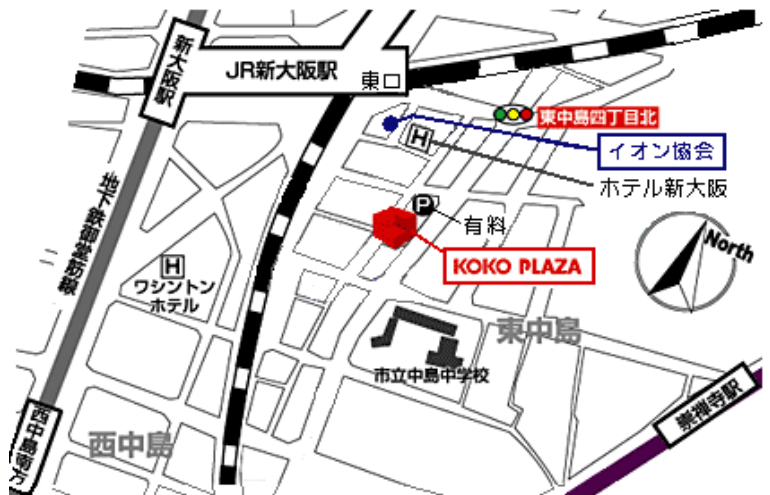 新大阪駅
JR新大阪駅
東口
東中島四丁目北
イオン協会
H
ホテル新大阪
P
有料
KOKO PLAZA
North
地下鉄御堂筋線
H
ワシントン
ホテル
東中島
市立中島中学校
崇禅寺駅
西中島
西中島南方